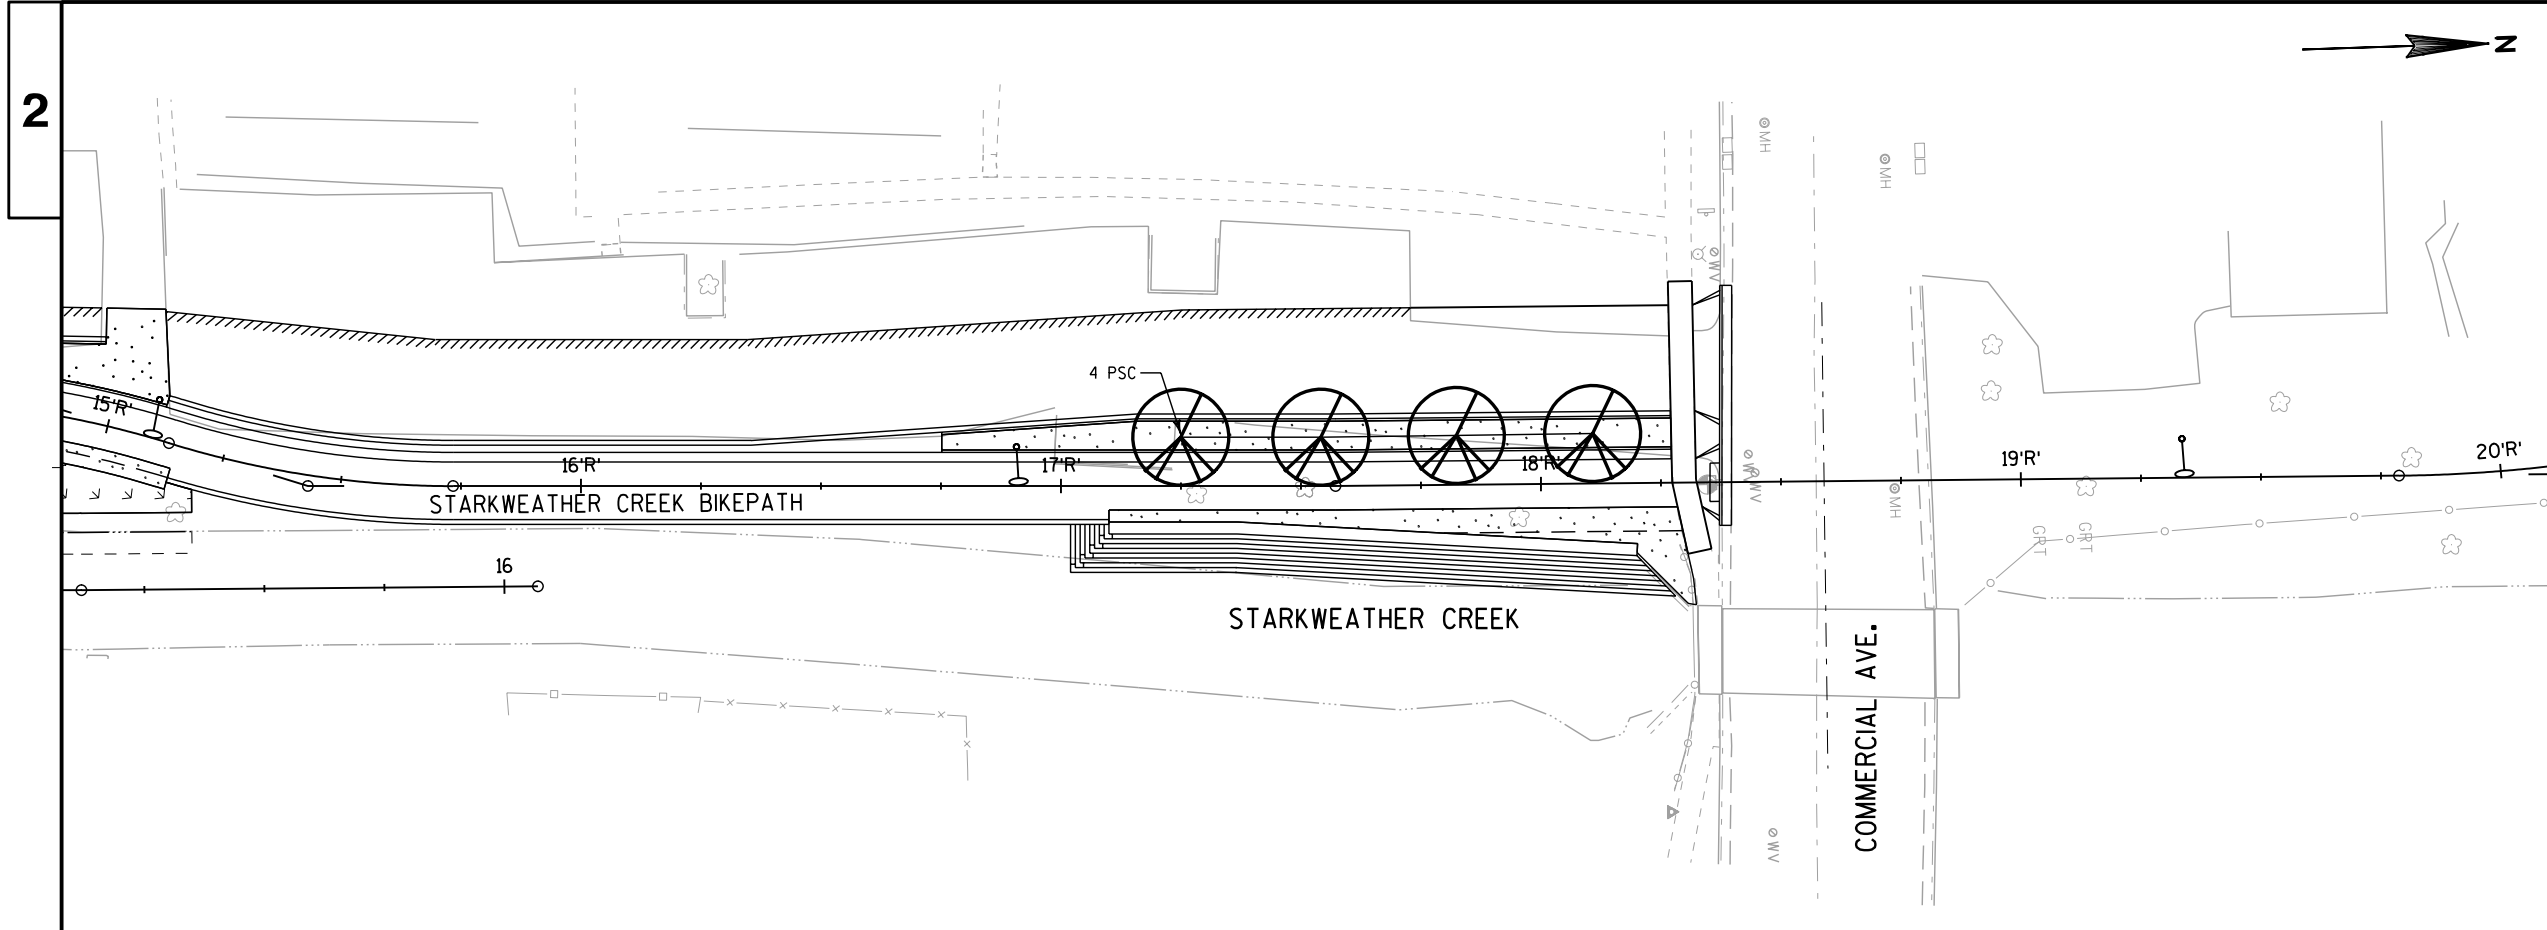 2
N
MH
MH
WV
4 PSC
15'R'
16'R'
17'R'
18'R'
19'R'
20'R'
WV
WV
MH
STARKWEATHER CREEK BIKEPATH
GRT
GRT
16
STARKWEATHER CREEK
COMMERCIAL AVE.
WV